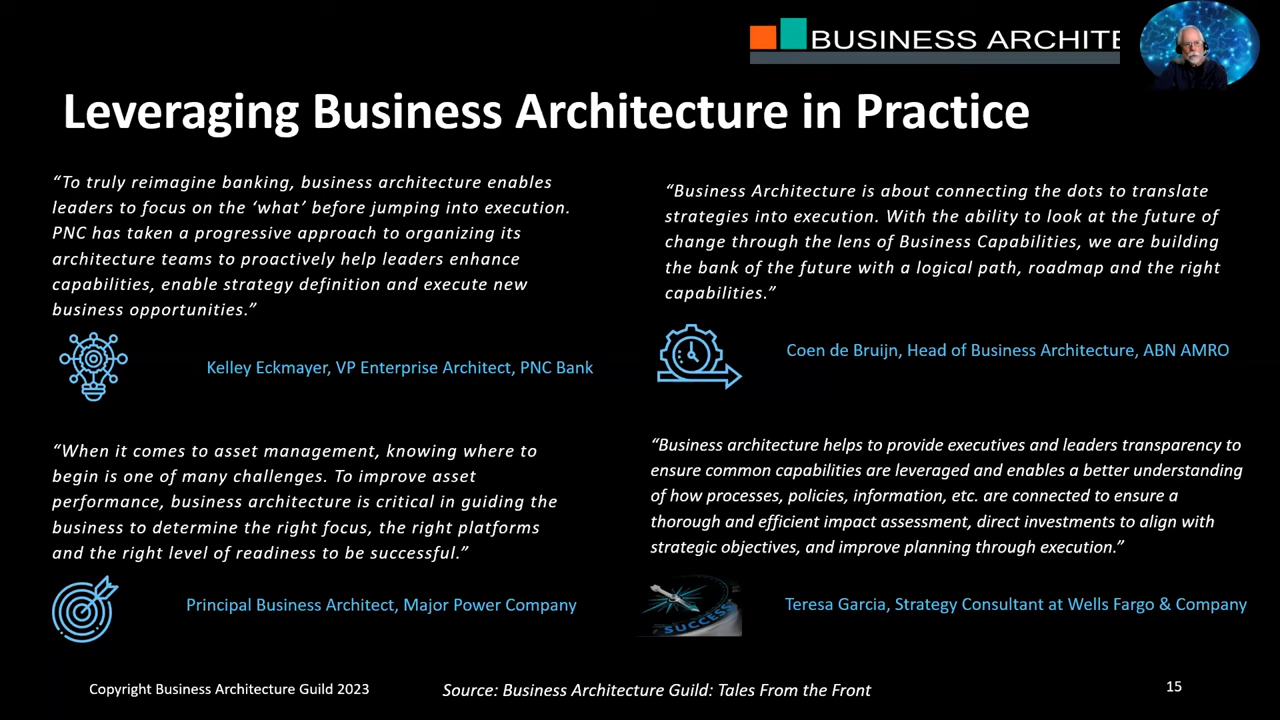 BUSINESS ARCHITE
Leveraging Business Architecture in Practice
“To truly reimagine banking, business architecture enables
leaders to focus on the ‘what’ before jumping into execution.
PNC has taken a progressive approach to organizing its
architecture teams to proactively help leaders enhance
capabilities, enable strategy definition and execute new
business opportunities.”
Kelley Eckmayer, VP Enterprise Architect, PNC Bank
“Business Architecture is about connecting the dots to translate
strategies into execution. With the ability to look at the future of
change through the lens of Business Capabilities, we are building
the bank of the future with a logical path, roadmap and the right
capabilities.”
Coen de Bruijn, Head of Business Architecture, ABN AMRO
“When it comes to asset management, knowing where to
begin is one of many challenges. To improve asset
performance, business architecture is critical in guiding the
business to determine the right focus, the right platforms
and the right level of readiness to be successful.”
Principal Business Architect, Major Power Company
“Business architecture helps to provide executives and leaders transparency to
ensure common capabilities are leveraged and enables a better understanding
of how processes, policies, information, etc. are connected to ensure a
thorough and efficient impact assessment, direct investments to align with
strategic objectives, and improve planning through execution.”
SUCCESS
Teresa Garcia, Strategy Consultant at Wells Fargo & Company
Copyright Business Architecture Guild 2023
Source: Business Architecture Guild: Tales From the Front
15